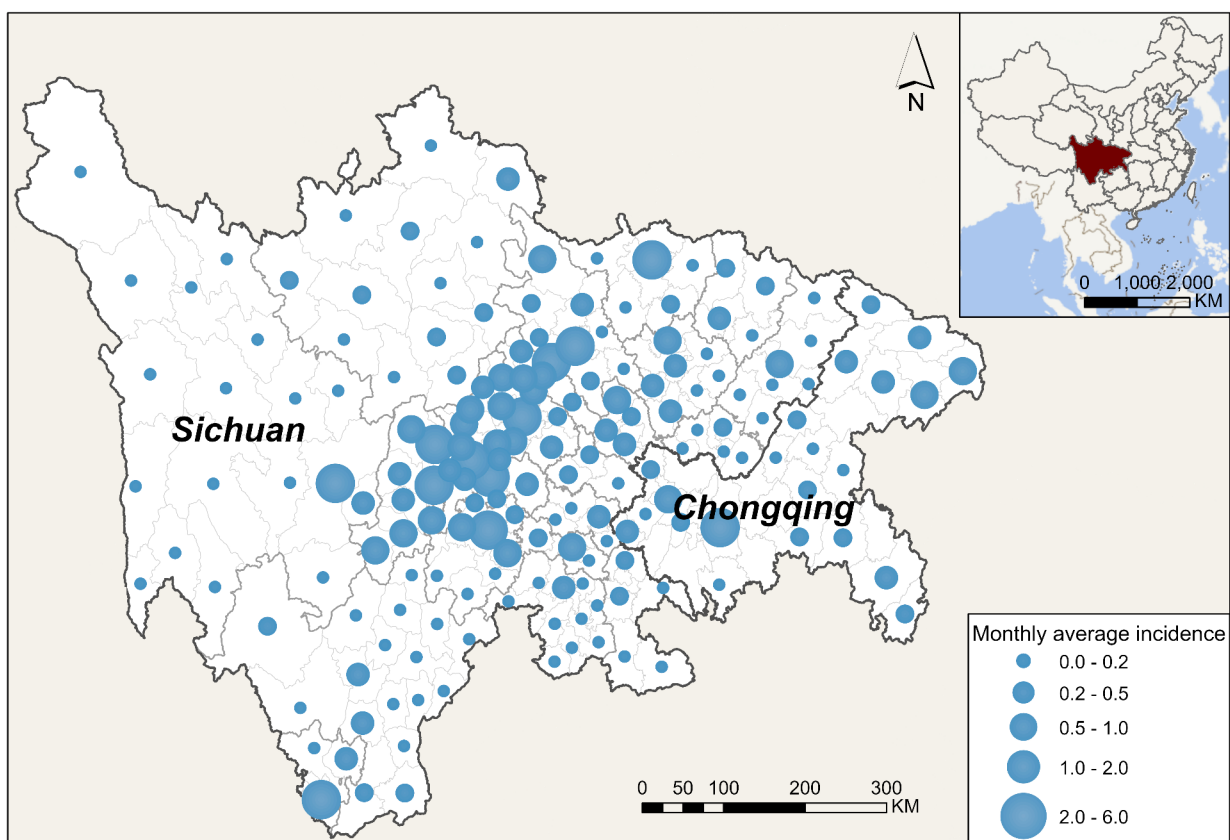 N
0 1,000 2,000
KM
Sichuan
Chongqing
Monthly average incidence
0.0 - 0.2
0.2 - 0.5
0.5 - 1.0
1.0 - 2.0
2.0 - 6.0
0 50 100 200 300
KM